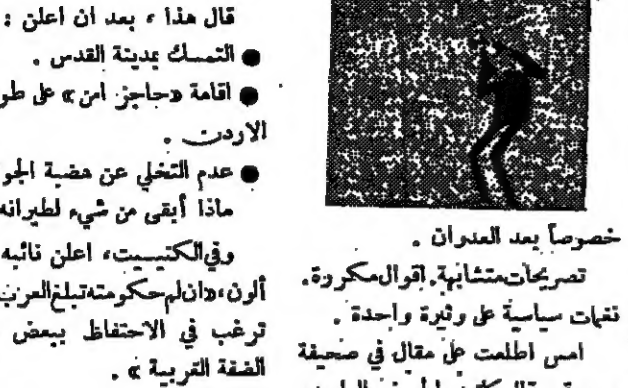 قال هذا ، بعد ان اعلن :
● التمسك بمدينة القدس .
● اقامة «حاجز امن» على طو
الاردن .
● عدم التخلي عن هضبة الجو
ماذا أبقى من شيء لطيرانه
وفي الكنيسيت، اعلن نائبه
ألون، «ان لم حكومته تبلغ العرب
ترغب في الاحتفاظ ببعض
الضفة الغربية » .
خصوصاً بعد العدوان .
تصريحات متشابهة. اقوال مكررة.
نغمات سياسية على وتيرة واحدة .
امس اطلعت على مقال في صحيفة